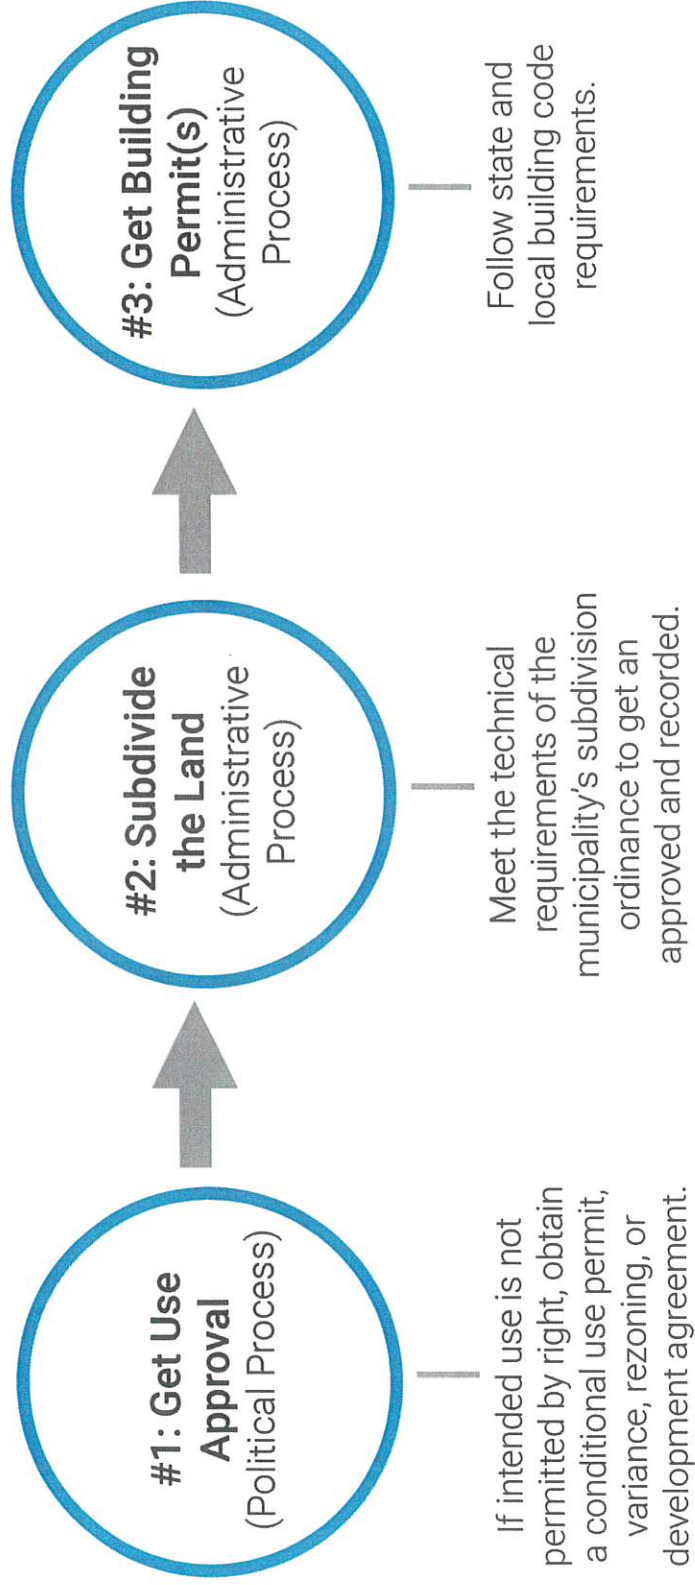 #1: Get Use
Approval
(Political Process)
If intended use is not
permitted by right, obtain
a conditional use permit,
variance, rezoning, or
development agreement.
#2: Subdivide
the Land
(Administrative
Process)
Meet the technical
requirements of the
municipality's subdivision
ordinance to get an
approved and recorded.
#3: Get Building
Permit(s)
(Administrative
Process)
Follow state and
local building code
requirements.